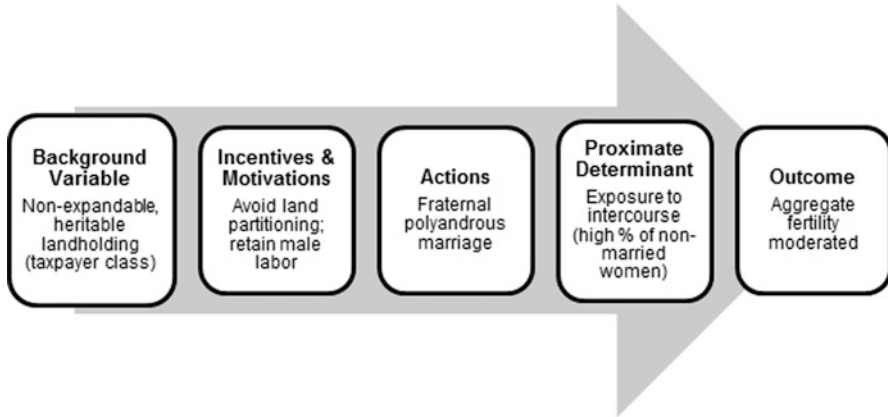 Background
Variable
Non-expandable,
heritable
landholding
(taxpayer class)
Incentives &
Motivations
Avoid land
partitioning;
retain male
labor
Actions
Fraternal
polyandrous
marriage
Proximate
Determinant
Exposure to
intercourse
(high % of non-
married
women)
Outcome
Aggregate
fertility
moderated